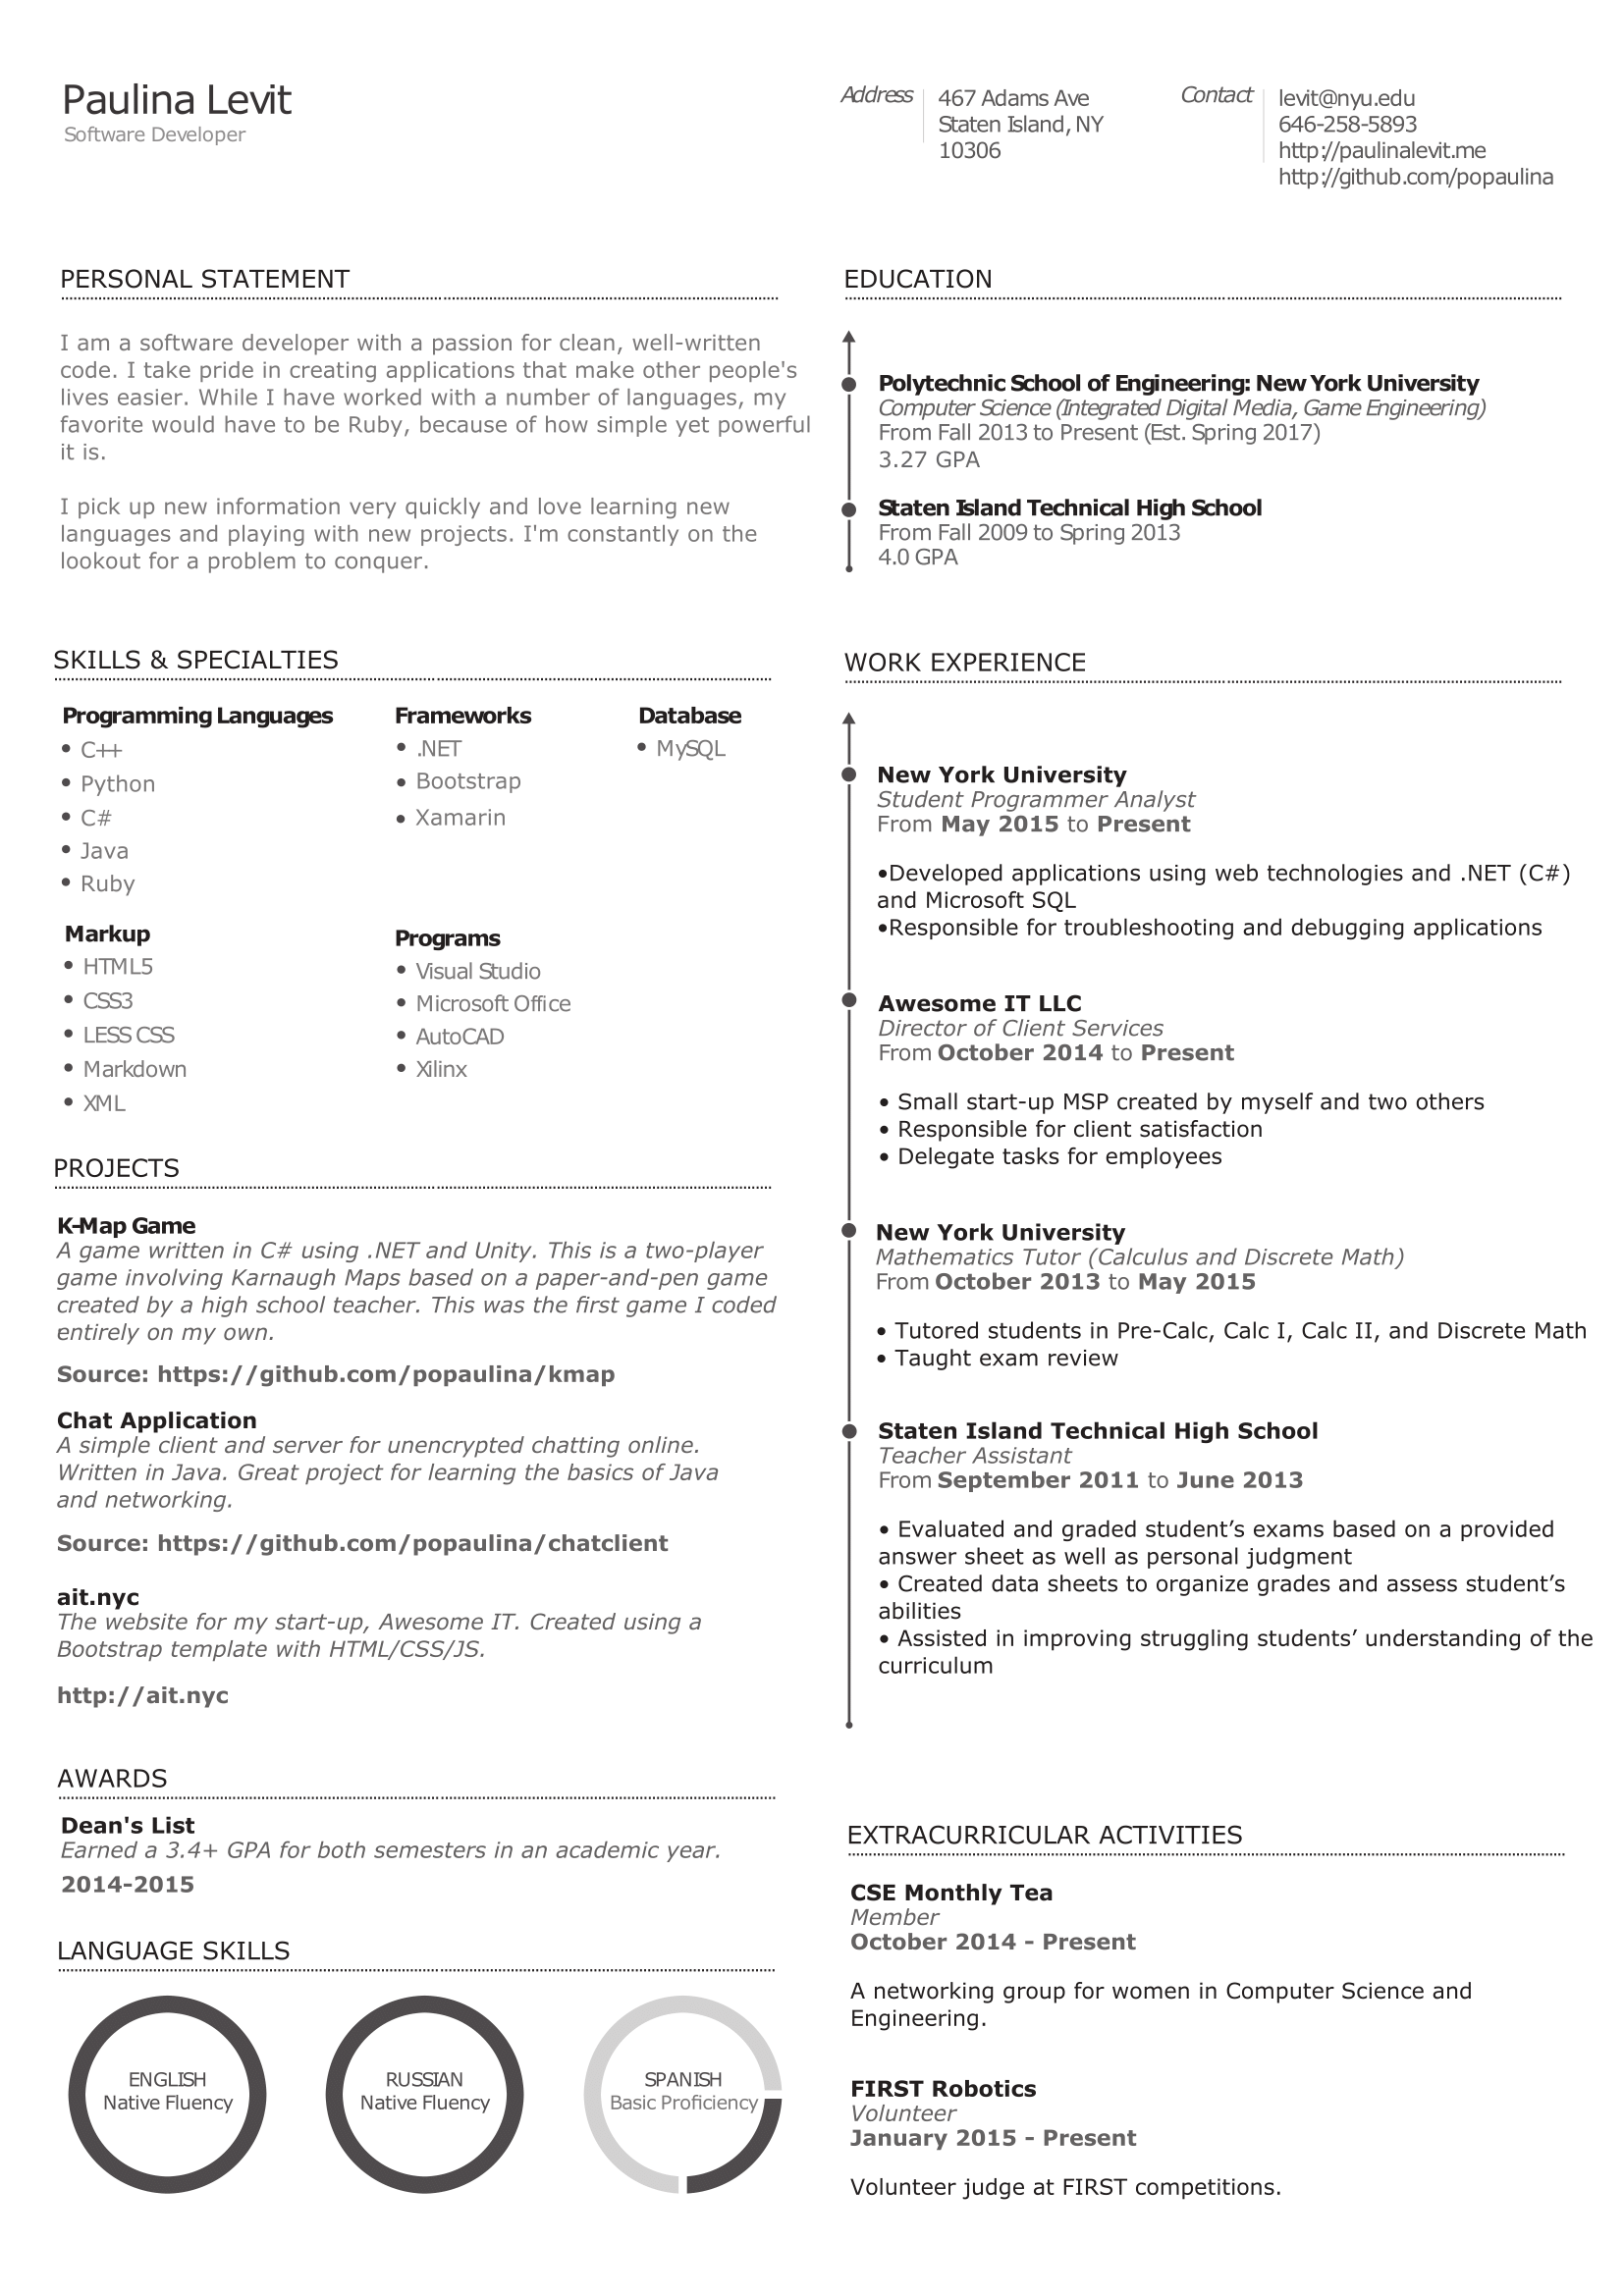 Paulina Levit
Software Developer
Address
467 Adams Ave
Staten Island, NY
10306
Contact
levit@nyu.edu
646-258-5893
http://paulinalevit.me
http://github.com/popaulina
PERSONAL STATEMENT
I am a software developer with a passion for clean, well-written
code. I take pride in creating applications that make other people's
lives easier. While I have worked with a number of languages, my
favorite would have to be Ruby, because of how simple yet powerful
it is.
I pick up new information very quickly and love learning new
languages and playing with new projects. I'm constantly on the
lookout for a problem to conquer.
SKILLS & SPECIALTIES
Programming Languages
• C++
• Python
• C#
• Java
• Ruby
Frameworks
• .NET
• Bootstrap
• Xamarin
Database
• MySQL
Markup
• HTML5
• CSS3
• LESS CSS
• Markdown
• XML
Programs
• Visual Studio
• Microsoft Office
• AutoCAD
• Xilinx
PROJECTS
K-Map Game
A game written in C# using .NET and Unity. This is a two-player
game involving Karnaugh Maps based on a paper-and-pen game
created by a high school teacher. This was the first game I coded
entirely on my own.
Source: https://github.com/popaulina/kmap
Chat Application
A simple client and server for unencrypted chatting online.
Written in Java. Great project for learning the basics of Java
and networking.
Source: https://github.com/popaulina/chatclient
ait.nyc
The website for my start-up, Awesome IT. Created using a
Bootstrap template with HTML/CSS/JS.
http://ait.nyc
AWARDS
Dean's List
Earned a 3.4+ GPA for both semesters in an academic year.
2014-2015
LANGUAGE SKILLS
ENGLISH
Native Fluency
RUSSIAN
Native Fluency
SPANISH
Basic Proficiency
EDUCATION
Polytechnic School of Engineering: New York University
Computer Science (Integrated Digital Media, Game Engineering)
From Fall 2013 to Present (Est. Spring 2017)
3.27 GPA
Staten Island Technical High School
From Fall 2009 to Spring 2013
4.0 GPA
WORK EXPERIENCE
New York University
Student Programmer Analyst
From May 2015 to Present
•Developed applications using web technologies and .NET (C#)
and Microsoft SQL
•Responsible for troubleshooting and debugging applications
Awesome IT LLC
Director of Client Services
From October 2014 to Present
• Small start-up MSP created by myself and two others
• Responsible for client satisfaction
• Delegate tasks for employees
New York University
Mathematics Tutor (Calculus and Discrete Math)
From October 2013 to May 2015
• Tutored students in Pre-Calc, Calc I, Calc II, and Discrete Math
• Taught exam review
Staten Island Technical High School
Teacher Assistant
From September 2011 to June 2013
• Evaluated and graded student’s exams based on a provided
answer sheet as well as personal judgment
• Created data sheets to organize grades and assess student’s
abilities
• Assisted in improving struggling students’ understanding of the
curriculum
EXTRACURRICULAR ACTIVITIES
CSE Monthly Tea
Member
October 2014 - Present
A networking group for women in Computer Science and
Engineering.
FIRST Robotics
Volunteer
January 2015 - Present
Volunteer judge at FIRST competitions.